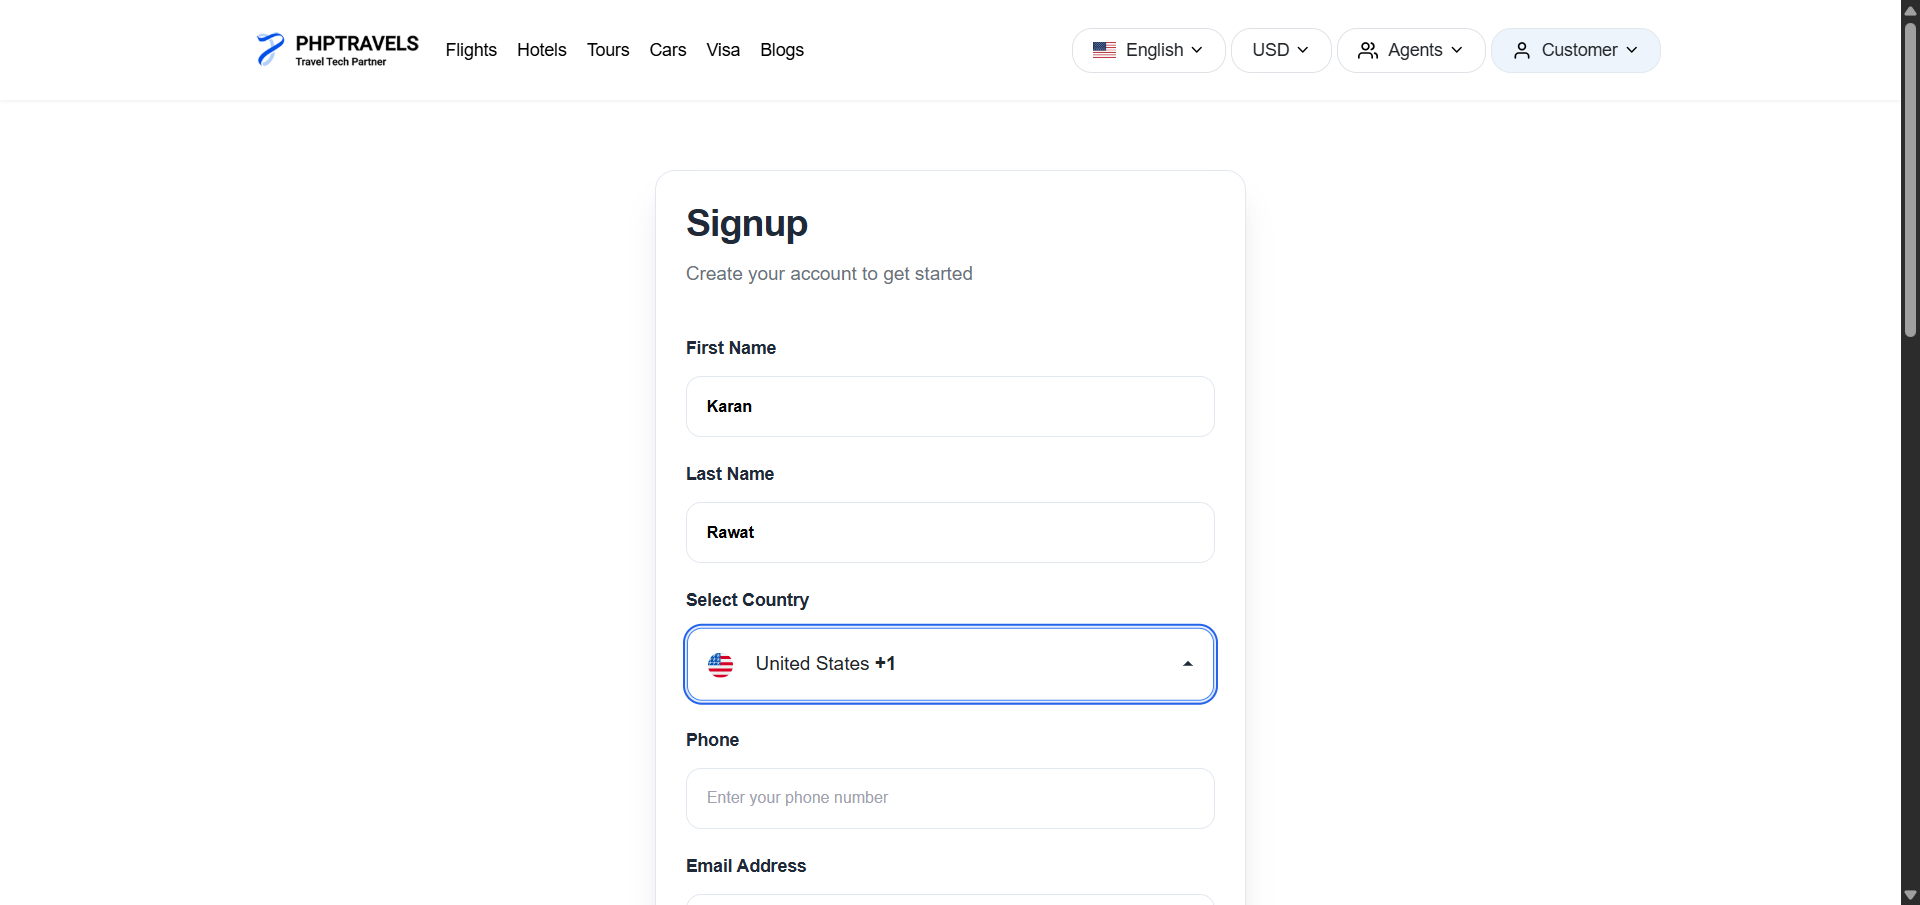 PHPTRAVELS
Travel Tech Partner
Flights Hotels Tours Cars Visa Blogs
English USD Agents Customer
Signup
Create your account to get started
First Name
Karan
Last Name
Rawat
Select Country
United States +1
Phone
Enter your phone number
Email Address